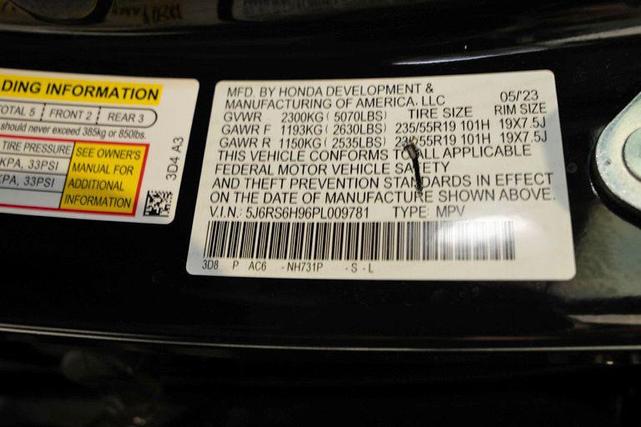 DING INFORMATION
TOTAL 5 FRONT 2 REAR 3
should never exceed 385kg or 850lbs.
TIRE PRESSURE
KPA, 33PSI
KPA, 33PSI
SEE OWNER'S
MANUAL FOR
ADDITIONAL
INFORMATION
3D4 A3
MFD. BY HONDA DEVELOPMENT &
MANUFACTURING OF AMERICA, LLC 05/'23
GVWR 2300KG ( 5070LBS) TIRE SIZE RIM SIZE
GAWR F 1193KG ( 2630LBS) 235/55R19 101H 19X7.5J
GAWR R 1150KG ( 2535LBS) 235/55R19 101H 19X7.5J
THIS VEHICLE CONFORMS TO ALL APPLICABLE
FEDERAL MOTOR VEHICLE SAFETY
AND THEFT PREVENTION STANDARDS IN EFFECT
ON THE DATE OF MANUFACTURE SHOWN ABOVE.
V.I.N.: 5J6RS6H96PL009781 TYPE: MPV
3D8 P AC6 - NH731P - S - L